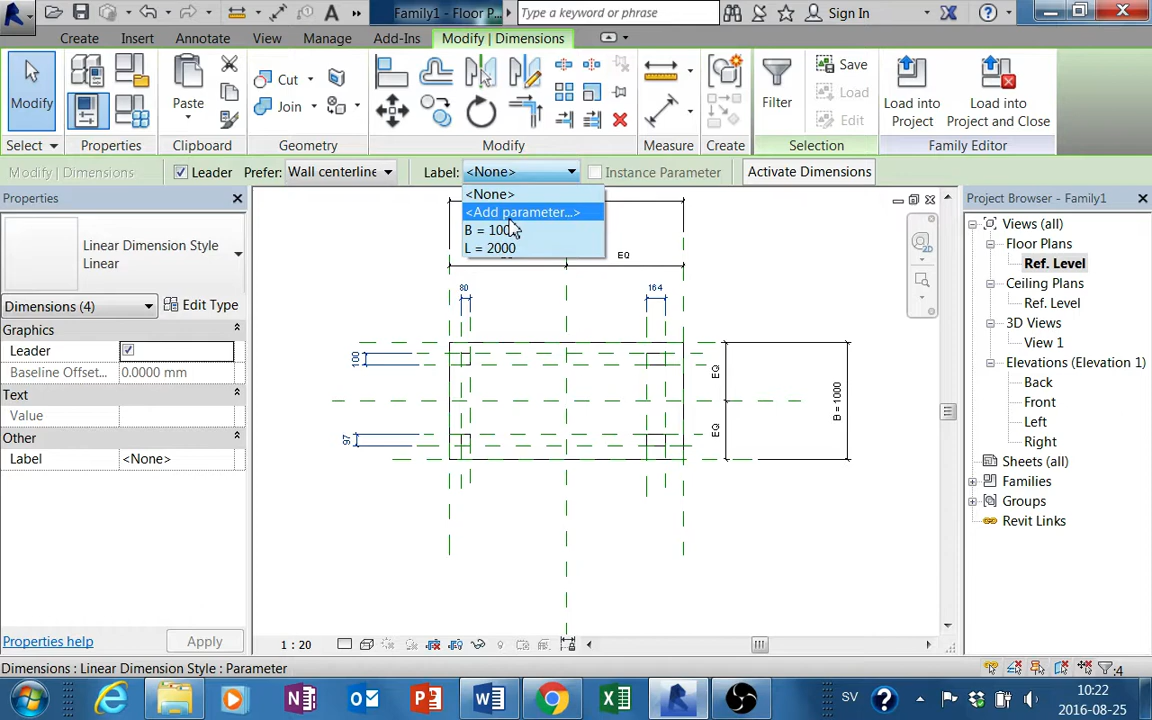 Family1 - Floor P...
Type a keyword or phrase
Sign In
Create
Insert
Annotate
View
Manage
Add-Ins
Modify | Dimensions
Modify
Paste
Cut
Join
Filter
Save
Load
Edit
Load into
Project
Load into
Project and Close
Select
Properties
Clipboard
Geometry
Modify
Measure
Create
Selection
Family Editor
Modify | Dimensions
Leader
Prefer:
Wall centerline
Label:
<None>
Instance Parameter
Activate Dimensions
<None>
<Add parameter...>
B = 1000
L = 2000
Properties
Linear Dimension Style
Linear
Dimensions (4)
Edit Type
Graphics
Leader
Baseline Offset...
0.0000 mm
Text
Value
Other
Label
<None>
Properties help
Apply
EQ
EQ
80
164
100
97
EQ
EQ
B = 1000
Project Browser - Family1
Views (all)
Floor Plans
Ref. Level
Ceiling Plans
Ref. Level
3D Views
View 1
Elevations (Elevation 1)
Back
Front
Left
Right
Sheets (all)
Families
Groups
Revit Links
1 : 20
Dimensions : Linear Dimension Style : Parameter
:4
SV
10:22
2016-08-25